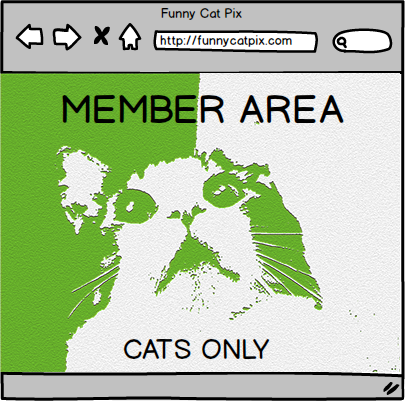 Funny Cat Pix
http://funnycatpix.com
MEMBER AREA
CATS ONLY